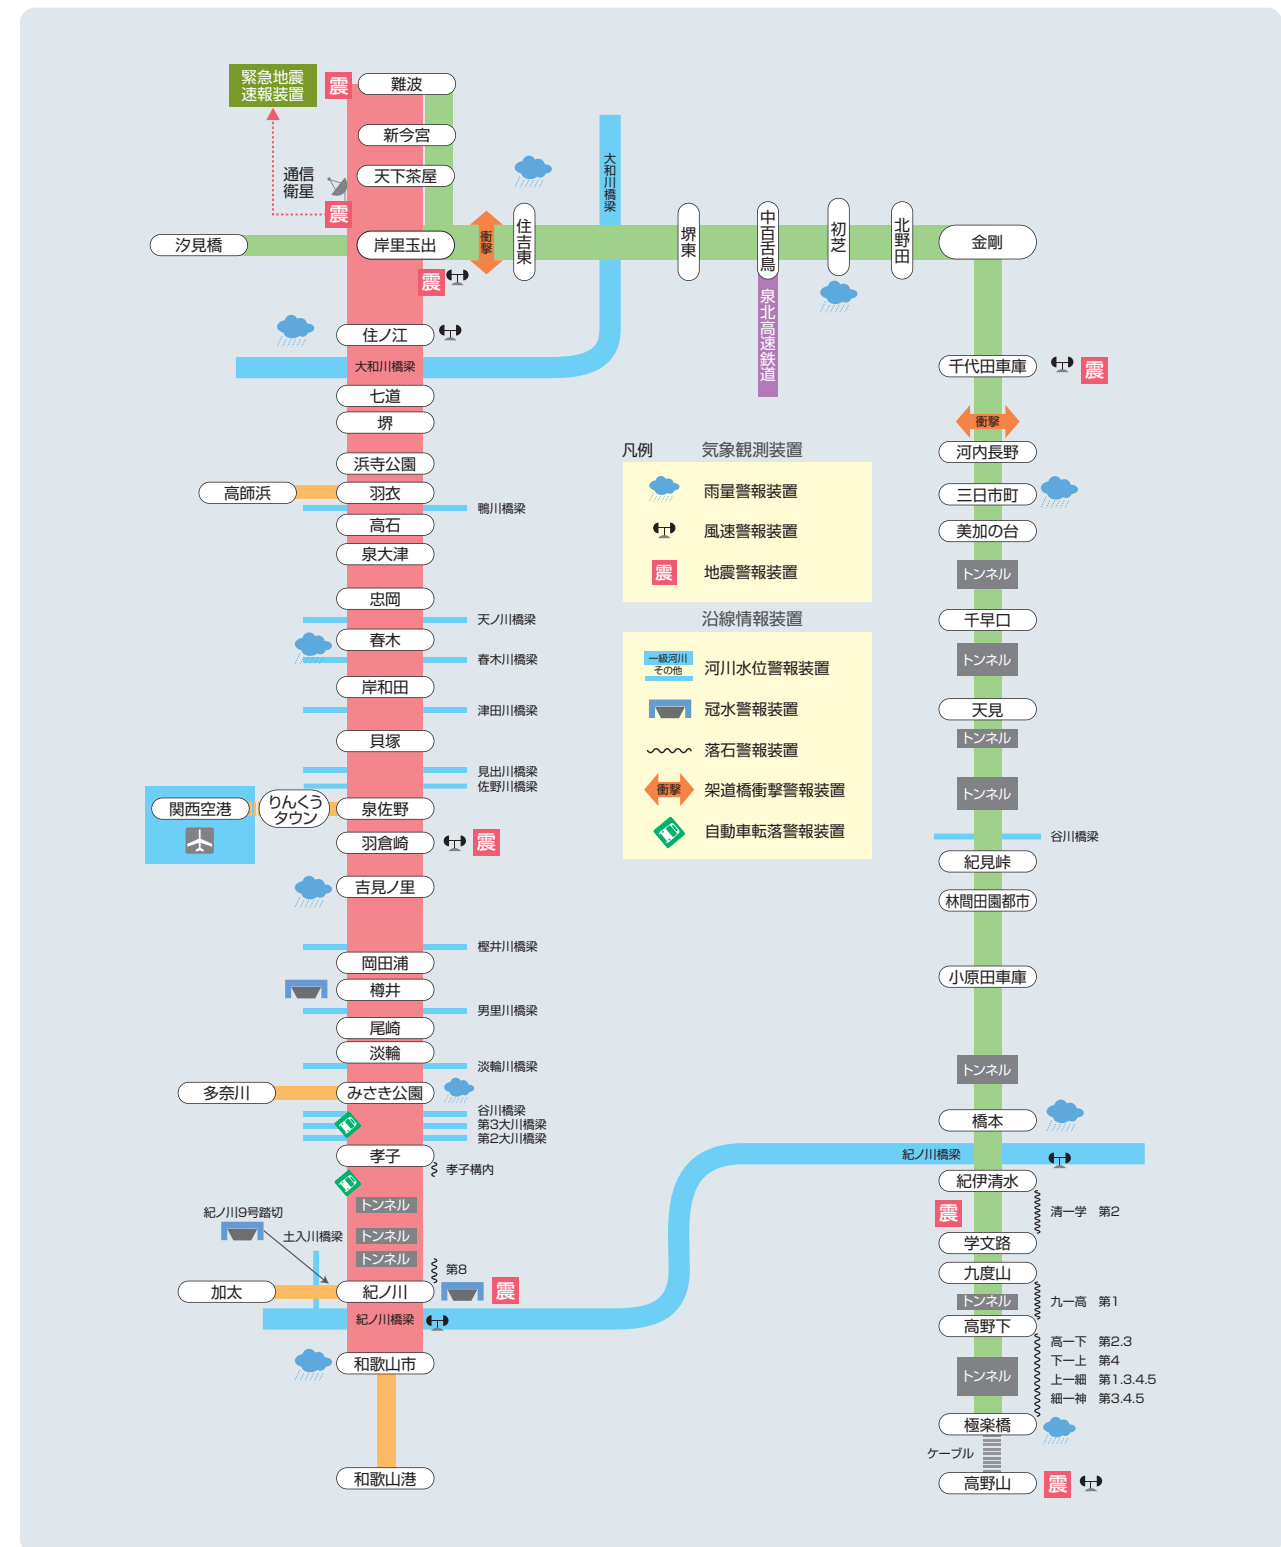 緊急地震
速報装置
震
難波
新今宮
天下茶屋
通信
衛星
震
汐見橋
岸里玉出
衝撃
震
住吉東
大和川橋梁
堺東
中百舌鳥
泉北高速鉄道
初芝
北野田
金剛
住ノ江
大和川橋梁
七道
堺
浜寺公園
高師浜
羽衣
鴨川橋梁
高石
泉大津
忠岡
天ノ川橋梁
春木
春木川橋梁
岸和田
津田川橋梁
貝塚
見出川橋梁
佐野川橋梁
関西空港
りんくう
タウン
泉佐野
羽倉崎
震
吉見ノ里
樫井川橋梁
岡田浦
樽井
男里川橋梁
尾崎
淡輪
淡輪川橋梁
多奈川
みさき公園
谷川橋梁
第3大川橋梁
第2大川橋梁
孝子
孝子構内
トンネル
トンネル
トンネル
紀ノ川9号踏切
土入川橋梁
第8
加太
紀ノ川
震
紀ノ川橋梁
和歌山市
和歌山港
凡例
気象観測装置
雨量警報装置
風速警報装置
震
地震警報装置
沿線情報装置
一級河川
その他
河川水位警報装置
冠水警報装置
落石警報装置
衝撃
架道橋衝撃警報装置
自動車転落警報装置
千代田車庫
震
衝撃
河内長野
三日市町
美加の台
トンネル
千早口
トンネル
天見
トンネル
トンネル
谷川橋梁
紀見峠
林間田園都市
小原田車庫
トンネル
橋本
紀ノ川橋梁
紀伊清水
震
清ー学 第2
学文路
九度山
トンネル
九ー高 第1
高野下
高ー下 第2.3
下ー上 第4
トンネル
上ー細 第1.3.4.5
細ー神 第3.4.5
極楽橋
ケーブル
高野山
震